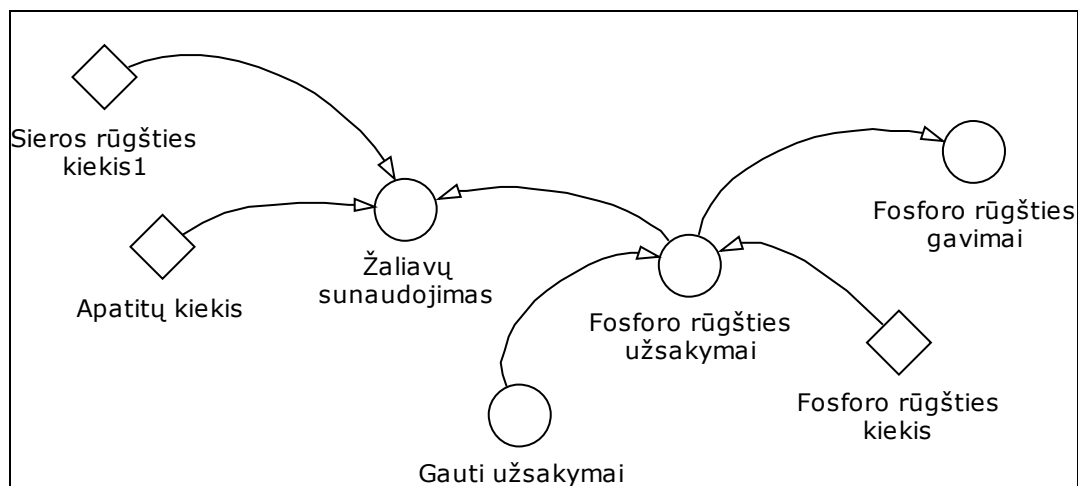 Sieros rūgšties
kiekis1
Apatitų kiekis
Žaliavų
sunaudojimas
Fosforo rūgšties
gavimai
Fosforo rūgšties
užsakymai
Fosforo rūgšties
kiekis
Gauti užsakymai